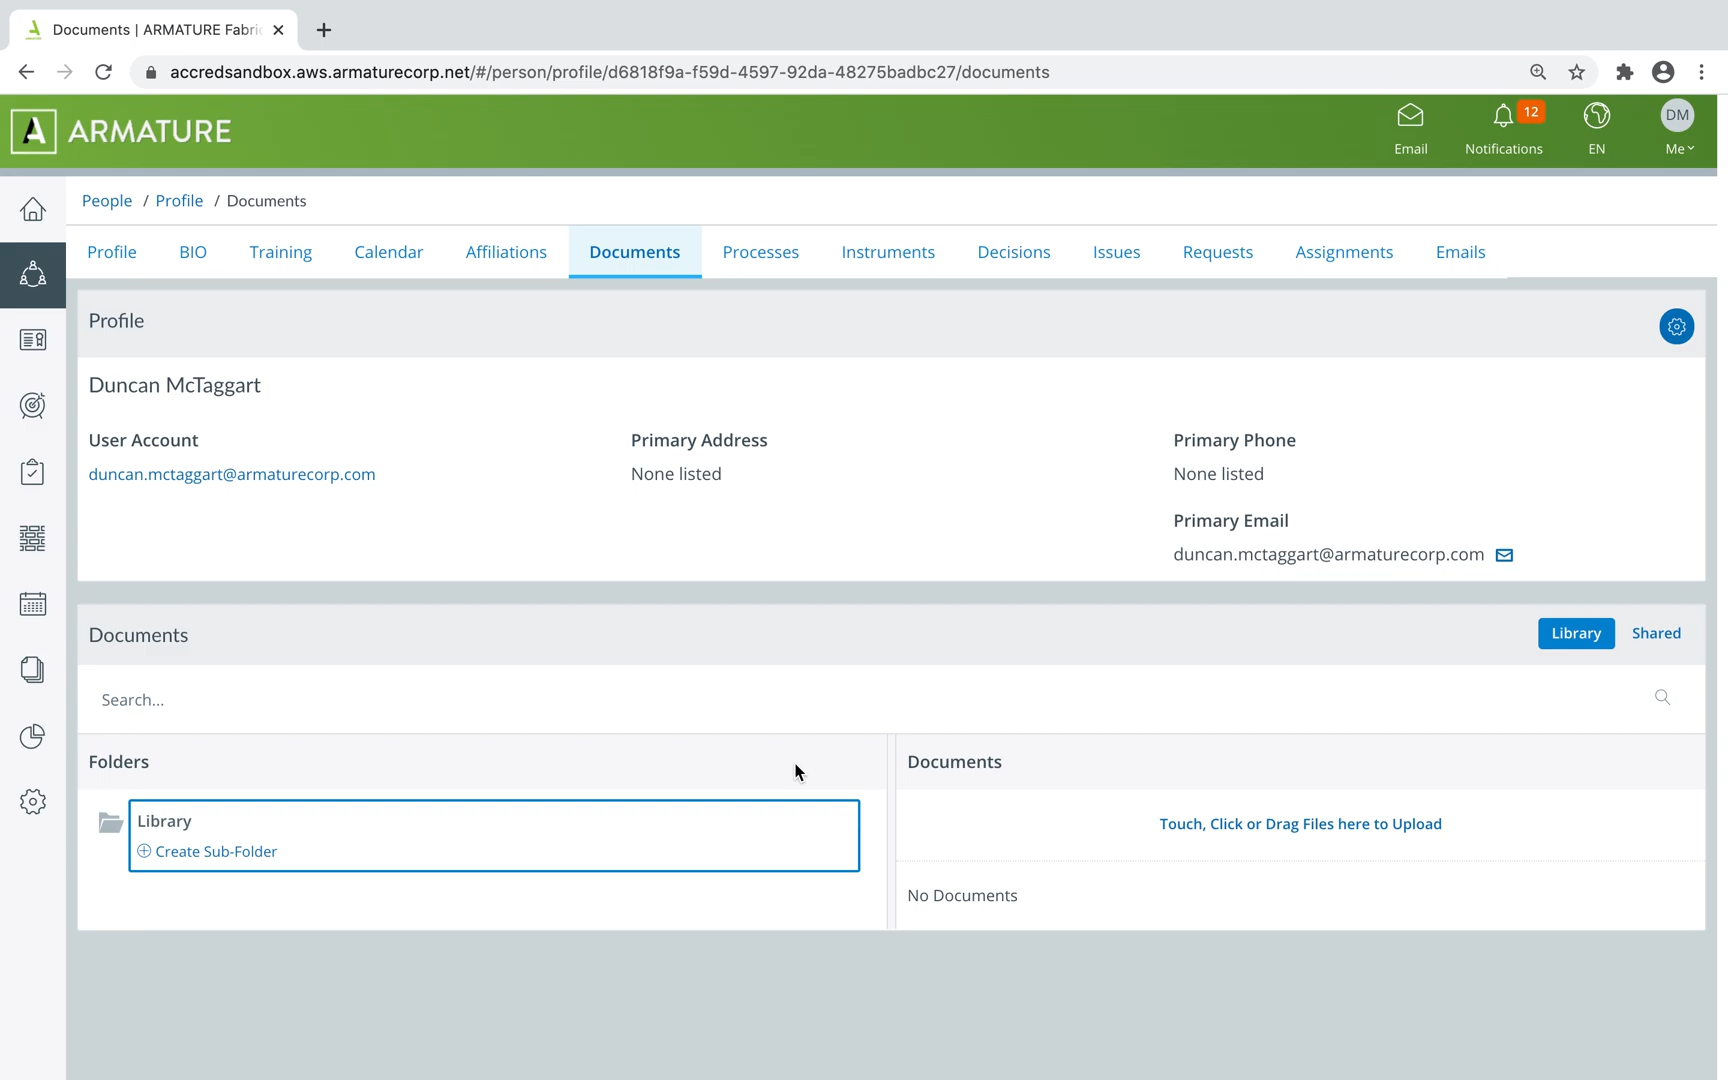 Documents | ARMATURE Fabri
accredsandbox.aws.armaturecorp.net/#/person/profile/d6818f9a-f59d-4597-92da-48275badbc27/documents
A ARMATURE
12
DM
Email Notifications EN Me
People / Profile / Documents
Profile BIO Training Calendar Affiliations Documents Processes Instruments Decisions Issues Requests Assignments Emails
Profile
Duncan McTaggart
User Account Primary Address Primary Phone
duncan.mctaggart@armaturecorp.com None listed None listed
Primary Email
duncan.mctaggart@armaturecorp.com
Documents Library Shared
Search...
Folders Documents
Library
Create Sub-Folder
Touch, Click or Drag Files here to Upload
No Documents